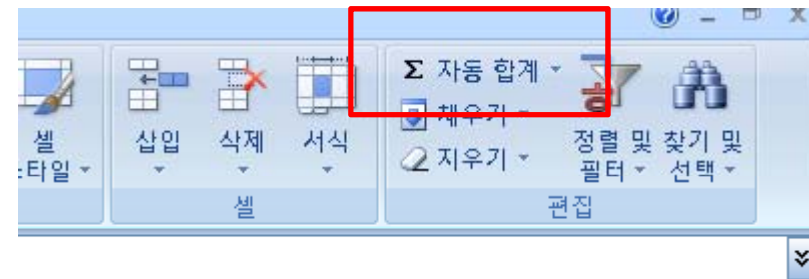 Σ 자동 합계
채우기
지우기
셀
스타일
삽입
삭제
서식
정렬 및
필터
찾기 및
선택
셀
편집